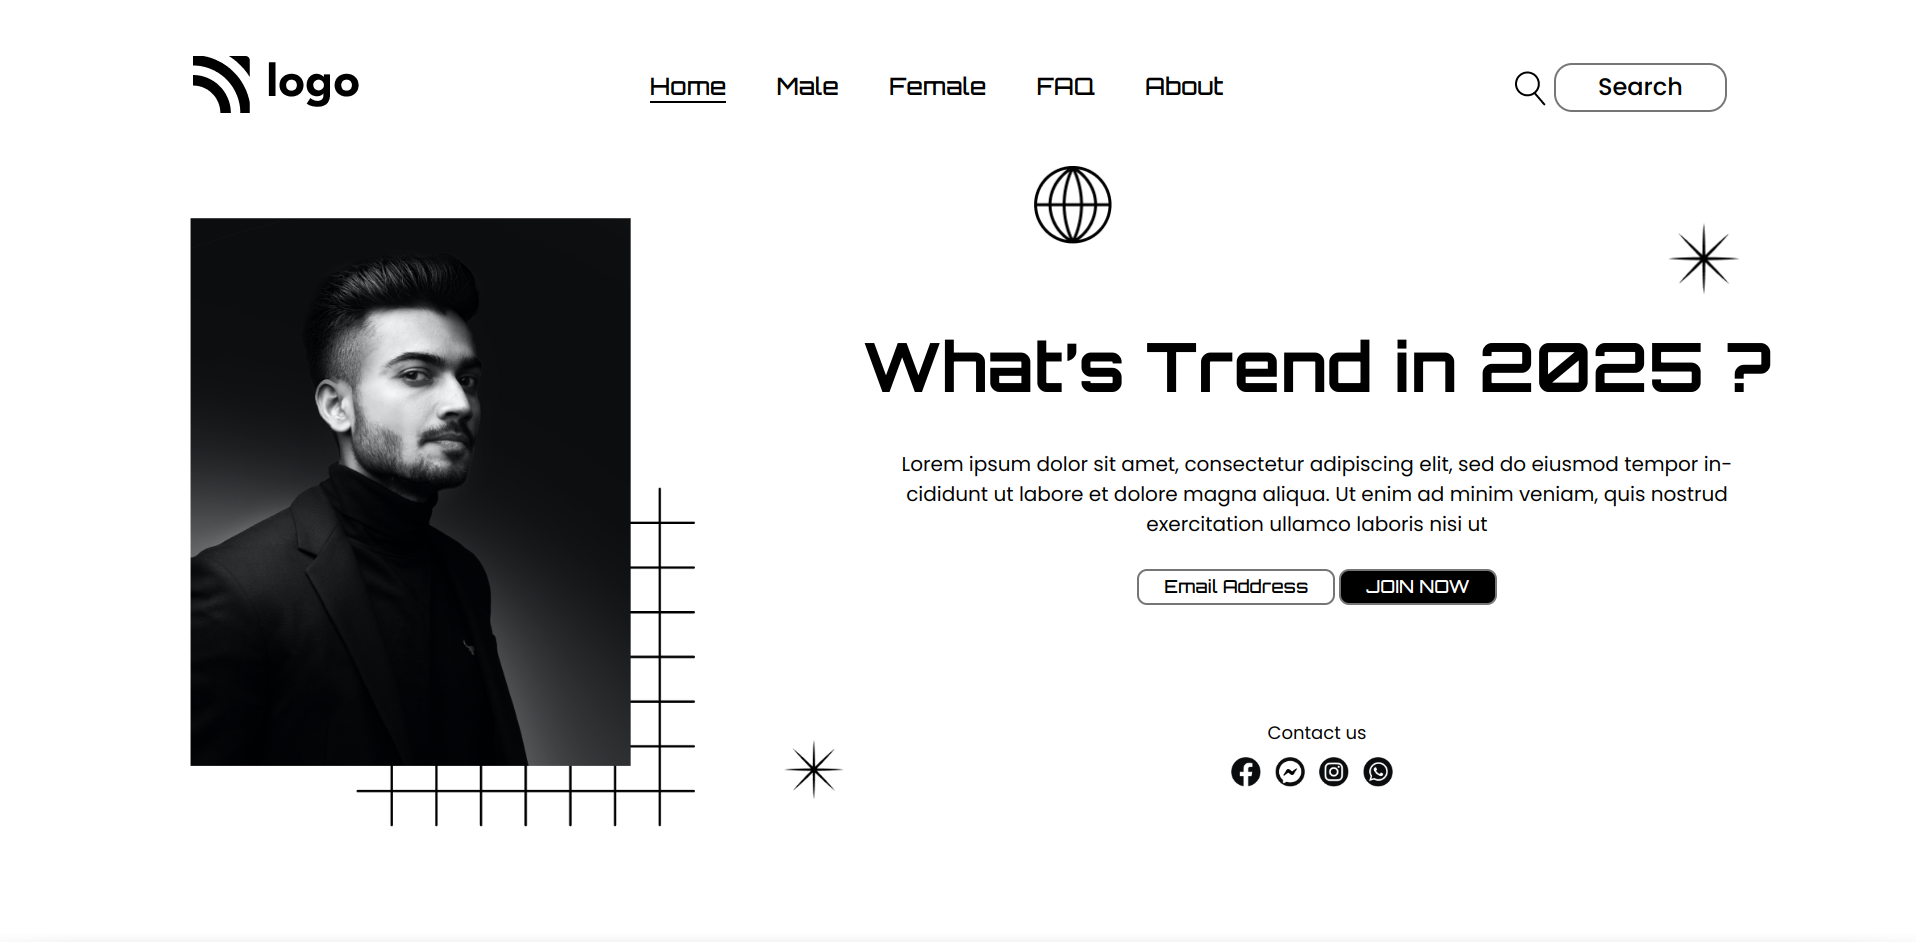 logo
Home Male Female FAQ About
Search
What's Trend in 2025 ?
Lorem ipsum dolor sit amet, consectetur adipiscing elit, sed do eiusmod tempor in-
cididunt ut labore et dolore magna aliqua. Ut enim ad minim veniam, quis nostrud
exercitation ullamco laboris nisi ut
Email Address JOIN NOW
Contact us